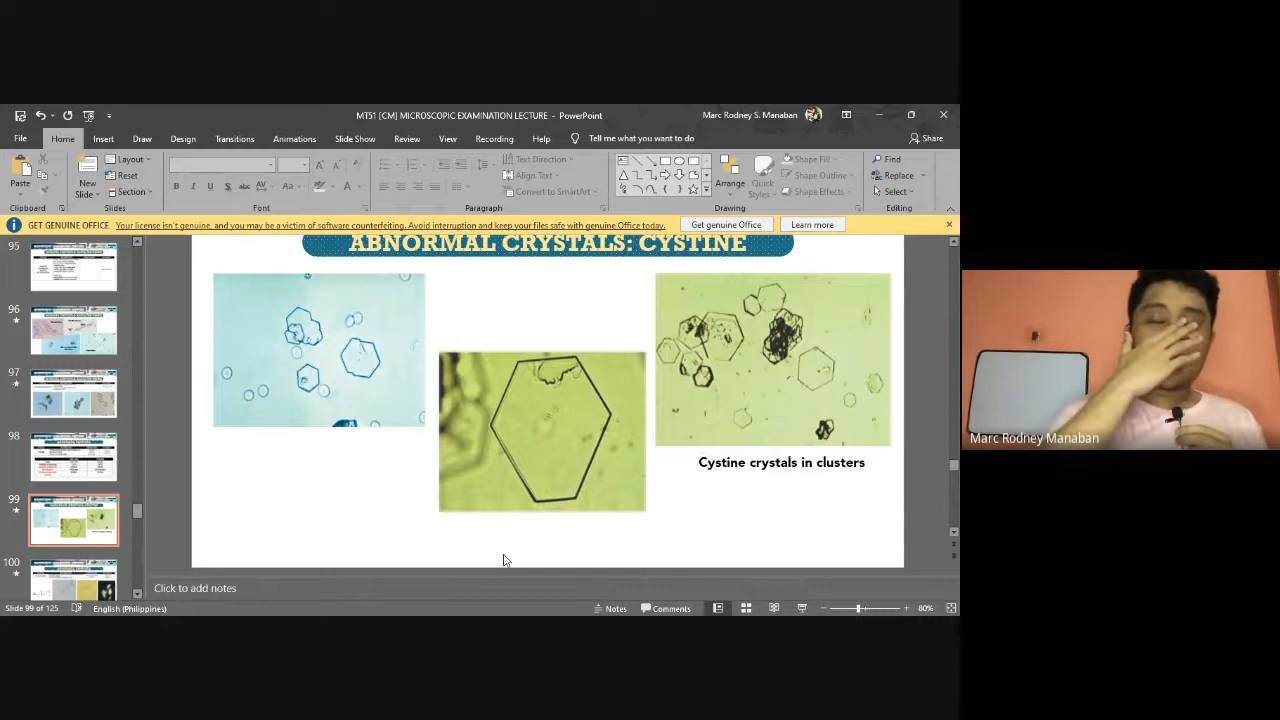 MT51 [CM] MICROSCOPIC EXAMINATION LECTURE - PowerPoint
Marc Rodney S. Manaban
File Home Insert Draw Design Transitions Animations Slide Show Review View Recording Help Tell me what you want to do Share
Paste
New
Slide
Layout
Reset
Section
B I U S abc AV Aa A
Text Direction
Align Text
Convert to SmartArt
Arrange
Quick
Styles
Shape Fill
Shape Outline
Shape Effects
Find
Replace
Select
Clipboard Slides Font Paragraph Drawing Editing
GET GENUINE OFFICE Your license isn't genuine, and you may be a victim of software counterfeiting. Avoid interruption and keep your files safe with genuine Office today. Get genuine Office Learn more
95
96
97
98
99
100
ABNORMAL CRYSTALS: CYSTINE
Cystine crystals in clusters
Click to add notes
Slide 99 of 125 English (Philippines) Notes Comments 80%
Marc Rodney Manaban